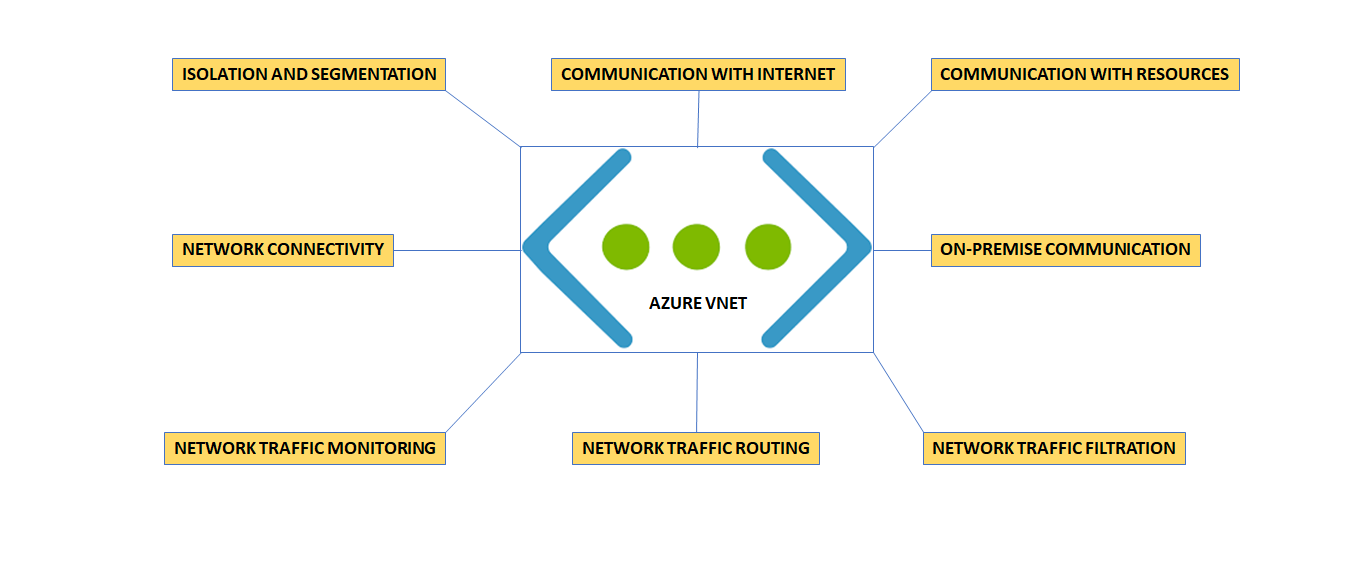 ISOLATION AND SEGMENTATION
COMMUNICATION WITH INTERNET
COMMUNICATION WITH RESOURCES
NETWORK CONNECTIVITY
ON-PREMISE COMMUNICATION
AZURE VNET
NETWORK TRAFFIC MONITORING
NETWORK TRAFFIC ROUTING
NETWORK TRAFFIC FILTRATION